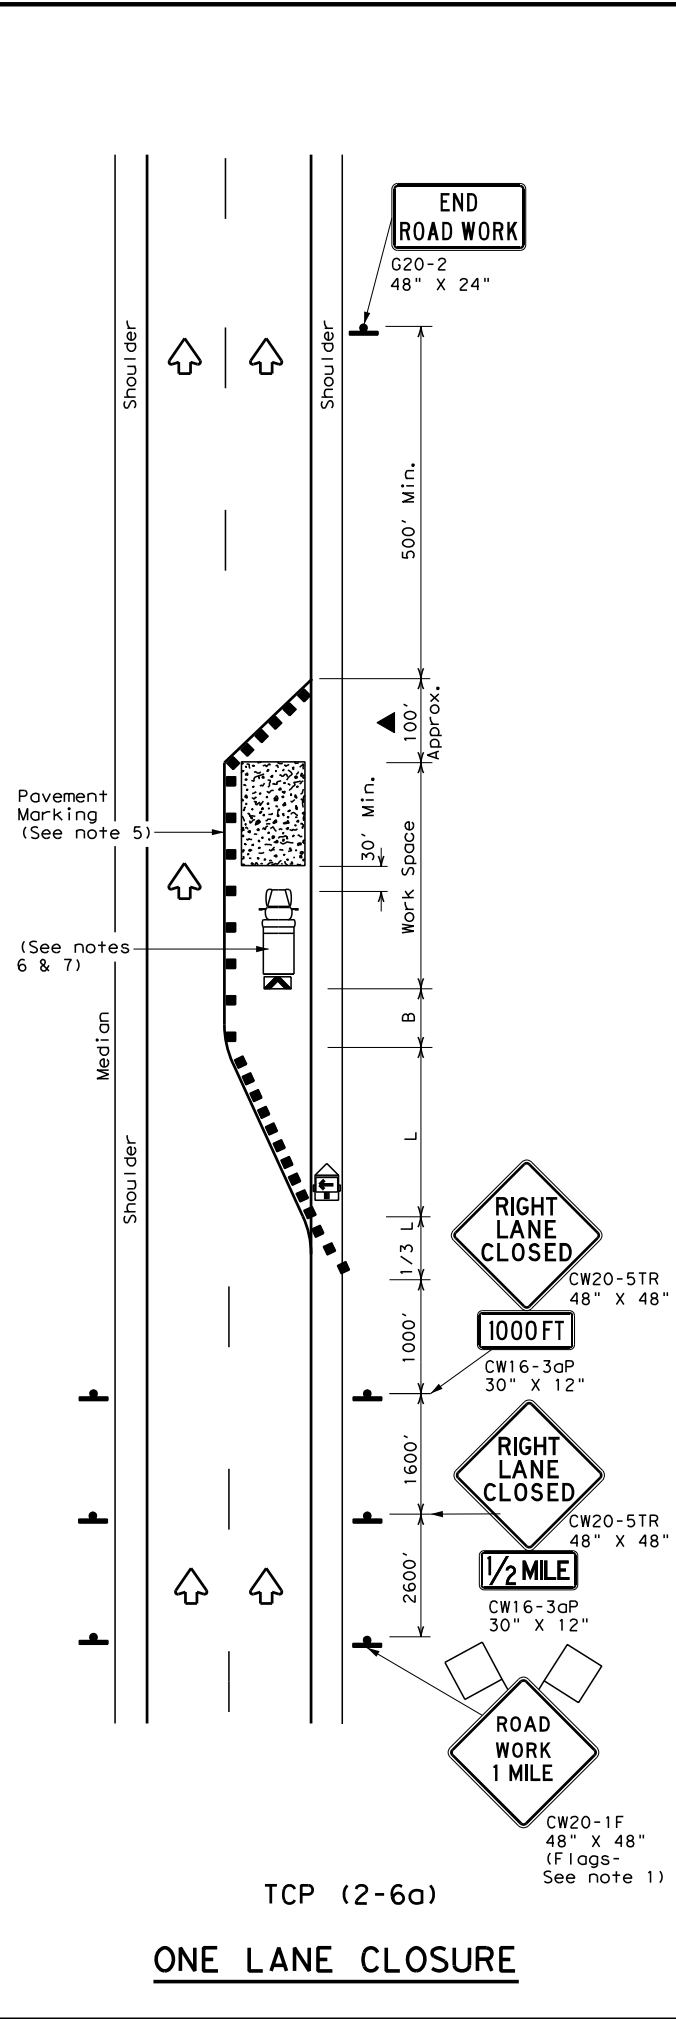 END
ROAD WORK
G20-2
48" X 24"
Shoulder
Shoulder
500' Min.
100'
Approx.
30' Min.
Work Space
Pavement
Marking
(See note 5)
(See notes
6 & 7)
B
Median
Shoulder
L
1/3 L
RIGHT
LANE
CLOSED
CW20-5TR
48" X 48"
1000 FT
CW16-3aP
30" X 12"
1000'
1600'
RIGHT
LANE
CLOSED
CW20-5TR
48" X 48"
1/2 MILE
CW16-3aP
30" X 12"
2600'
ROAD
WORK
1 MILE
CW20-1F
48" X 48"
(Flags-
See note 1)
TCP (2-6a)
ONE LANE CLOSURE